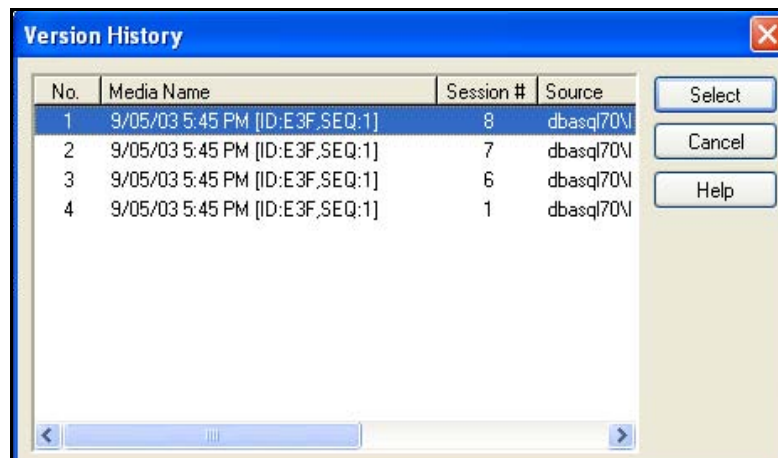 Version History
No. Media Name Session # Source
1 9/05/03 5:45 PM [ID:E3F,SEQ:1] 8 dbasql70\I
2 9/05/03 5:45 PM [ID:E3F,SEQ:1] 7 dbasql70\I
3 9/05/03 5:45 PM [ID:E3F,SEQ:1] 6 dbasql70\I
4 9/05/03 5:45 PM [ID:E3F,SEQ:1] 1 dbasql70\I
Select
Cancel
Help